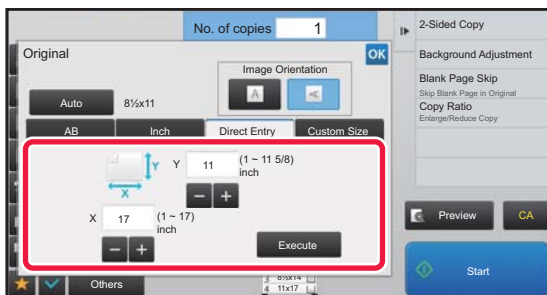 No. of copies 1
Original
OK
Image Orientation
A A
Auto 8½x11
AB Inch Direct Entry Custom Size
Y Y 11 (1 ~ 11 5/8)
inch
X
X 17 (1 ~ 17)
inch
Execute
Others
8½x14
4 11x17
2-Sided Copy
Background Adjustment
Blank Page Skip
Skip Blank Page in Original
Copy Ratio
Enlarge/Reduce Copy
Preview CA
Start